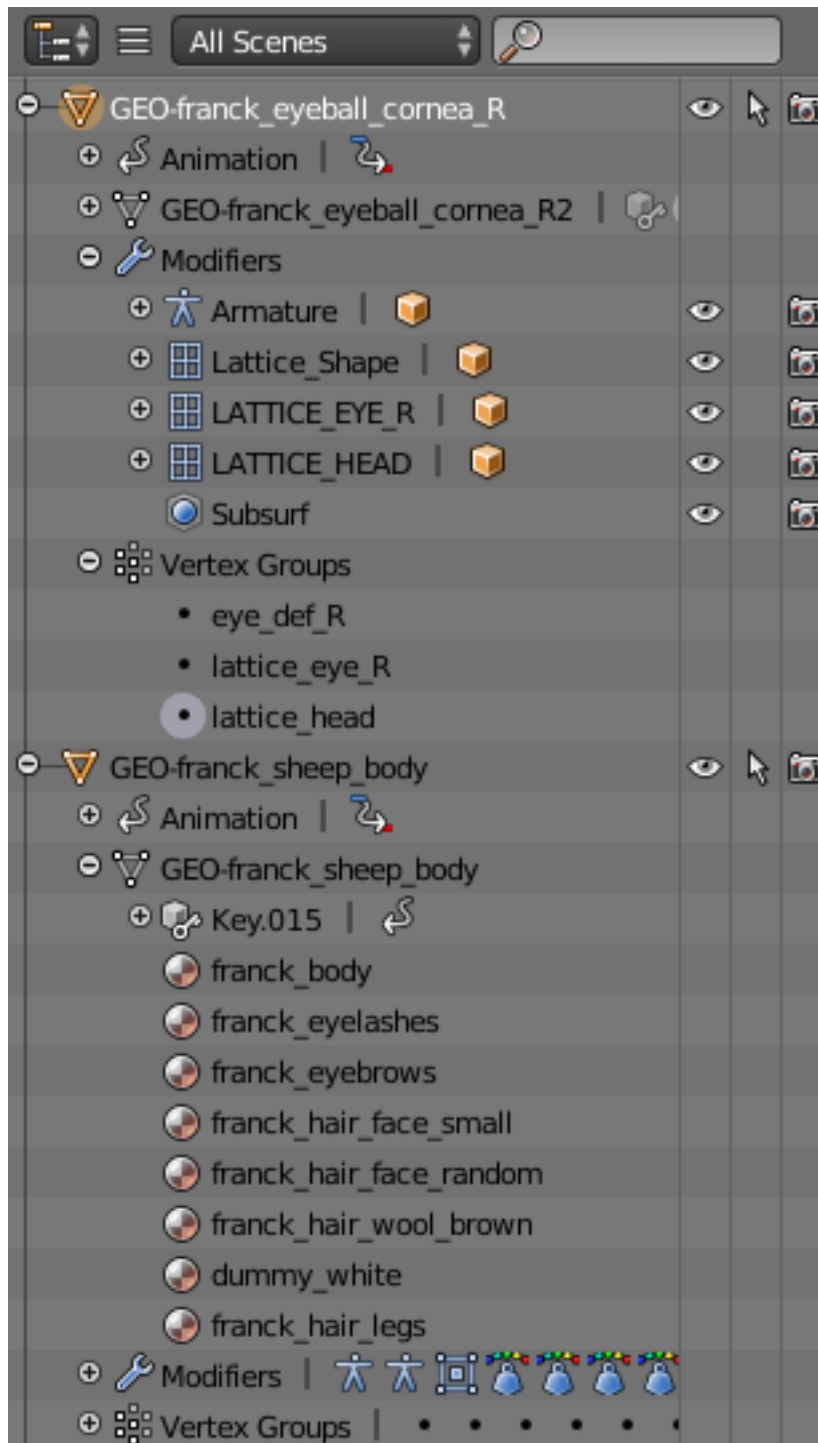 All Scenes
GEO-franck_eyeball_cornea_R
Animation
GEO-franck_eyeball_cornea_R2
Modifiers
Armature
Lattice_Shape
LATTICE_EYE_R
LATTICE_HEAD
Subsurf
Vertex Groups
eye_def_R
lattice_eye_R
lattice_head
GEO-franck_sheep_body
Animation
GEO-franck_sheep_body
Key.015
franck_body
franck_eyelashes
franck_eyebrows
franck_hair_face_small
franck_hair_face_random
franck_hair_wool_brown
dummy_white
franck_hair_legs
Modifiers
Vertex Groups